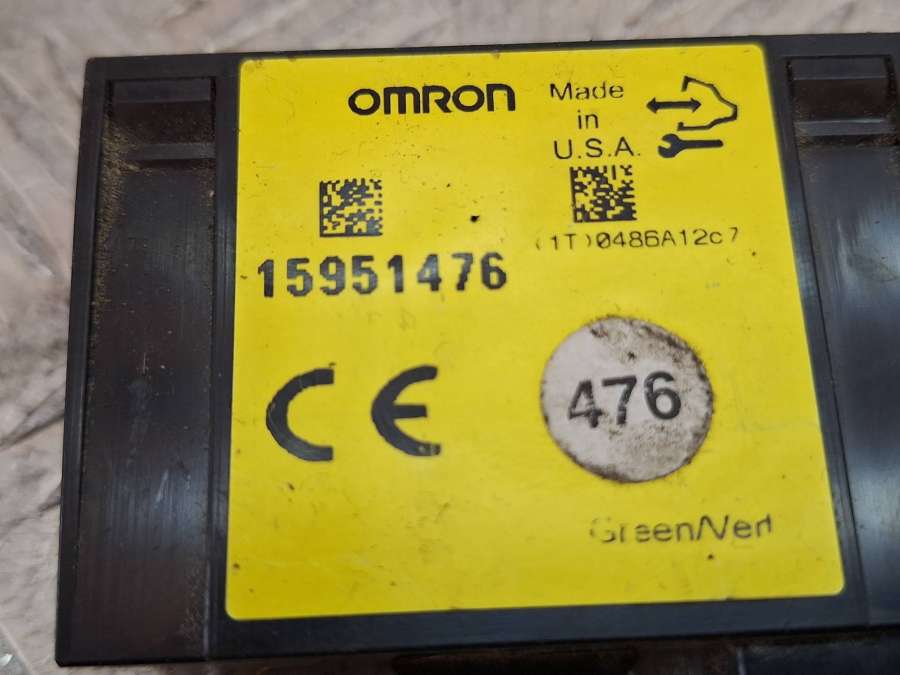 OMRON
Made
in
U.S.A.
(1T)0486A12c7
15951476
CE
476
Green/Vert